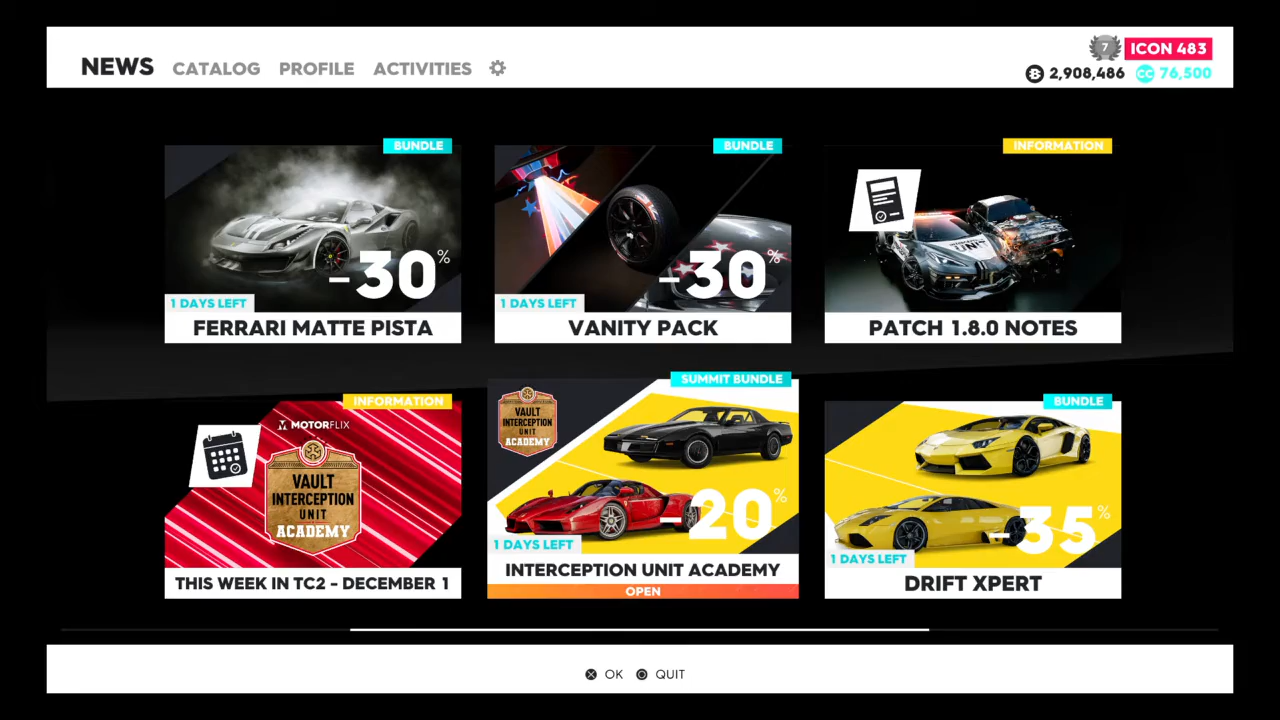 NEWS CATALOG PROFILE ACTIVITIES
7 ICON 483
2,908,486 CC 76,500
BUNDLE
-30%
1 DAYS LEFT
FERRARI MATTE PISTA
BUNDLE
-30%
1 DAYS LEFT
VANITY PACK
INFORMATION
PATCH 1.8.0 NOTES
INFORMATION
MOTORFLIX
VAULT
INTERCEPTION
UNIT
ACADEMY
THIS WEEK IN TC2 - DECEMBER 1
SUMMIT BUNDLE
VAULT
INTERCEPTION
UNIT
ACADEMY
-20%
1 DAYS LEFT
INTERCEPTION UNIT ACADEMY
OPEN
BUNDLE
-35%
1 DAYS LEFT
DRIFT XPERT
OK QUIT